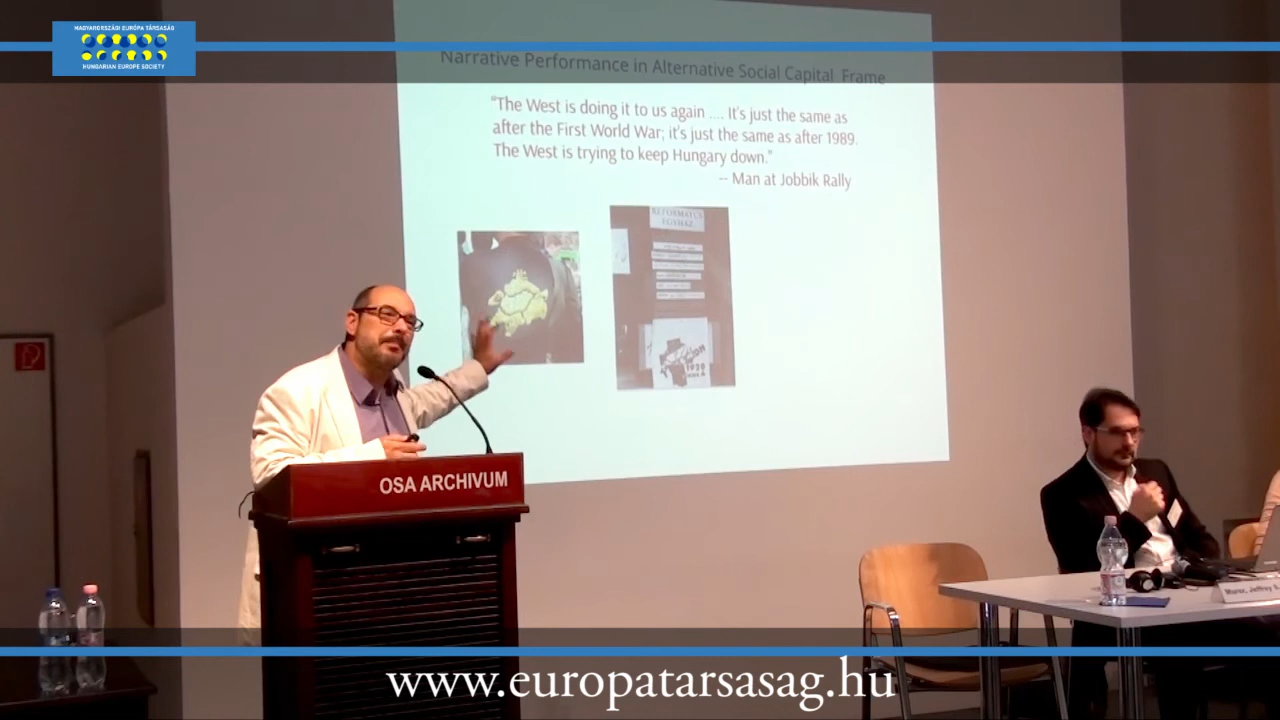 MAGYARORSZÁGI EURÓPA TÁRSASÁG
HUNGARIAN EUROPE SOCIETY
Narrative Performance in Alternative Social Capital Frame
"The West is doing it to us again .... It's just the same as
after the First World War; it's just the same as after 1989.
The West is trying to keep Hungary down."
-- Man at Jobbik Rally
REFORMÁTUS
EGYHÁZ
1920
OSA ARCHIVUM
Murer, Jeffrey S.
www.europatarsasag.hu